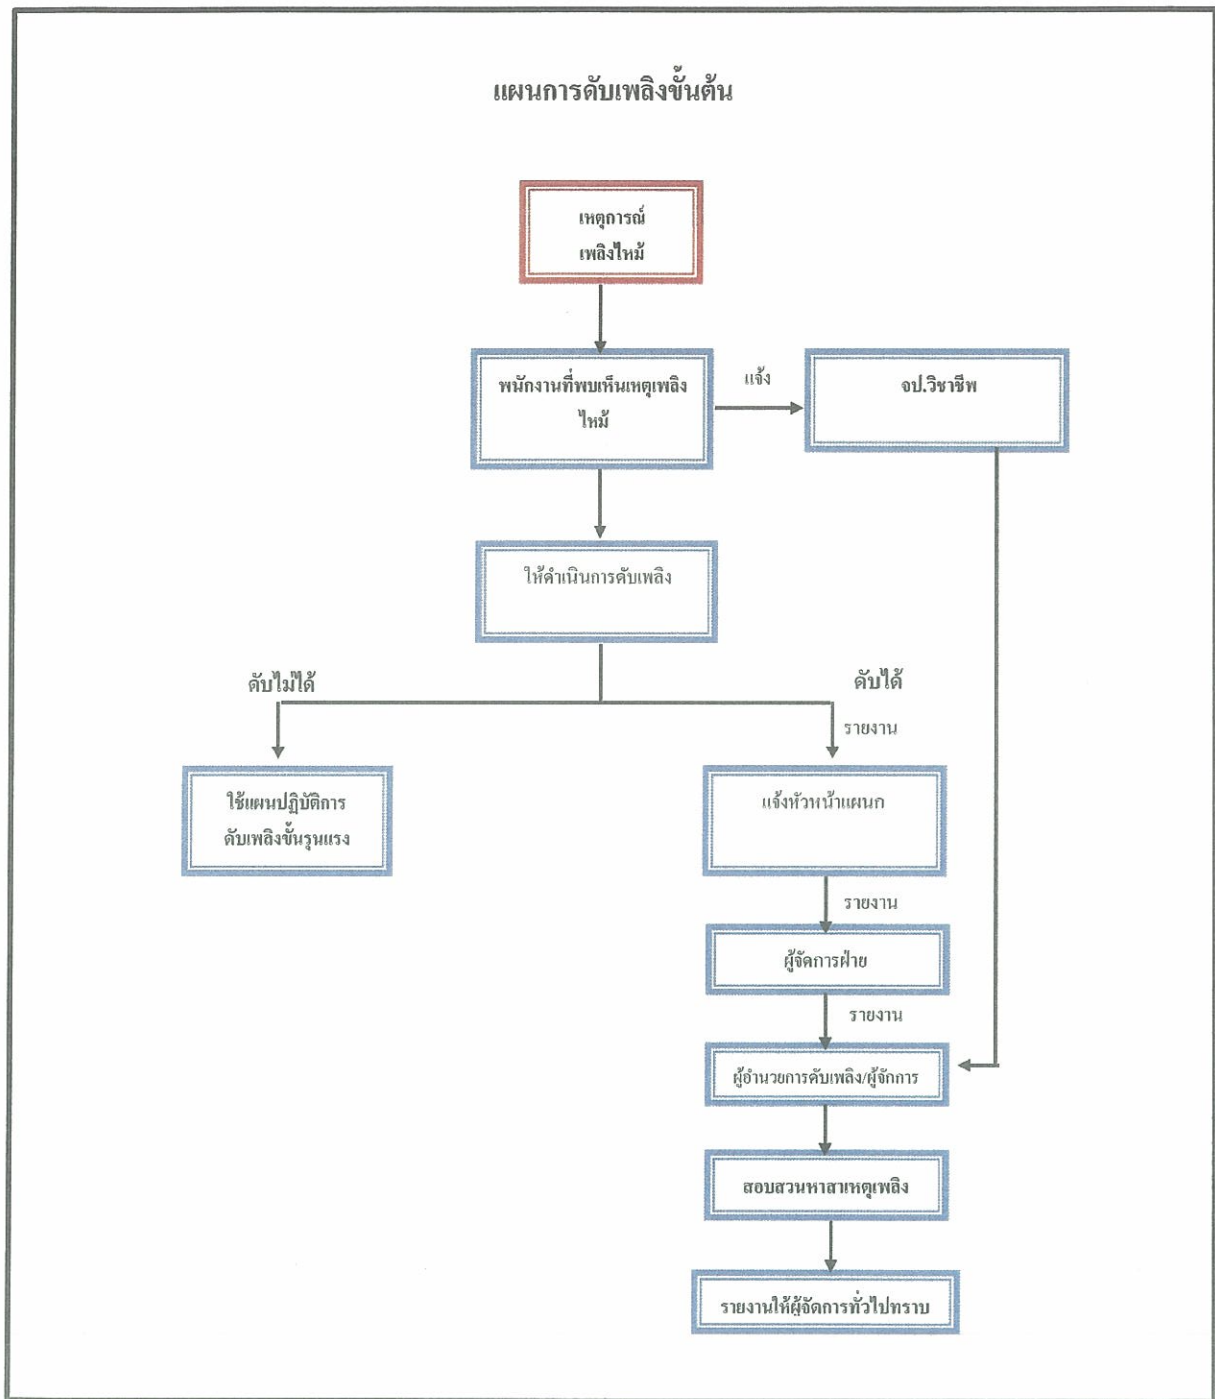 แผนการดับเพลิงขั้นต้น
เหตุการณ์
เพลิงไหม้
พนักงานที่พบเห็นเหตุเพลิง
ไหม้
แจ้ง
จป.วิชาชีพ
ให้ดำเนินการดับเพลิง
ดับไม่ได้
ดับได้
รายงาน
ใช้แผนปฏิบัติการ
ดับเพลิงขั้นรุนแรง
แจ้งหัวหน้าแผนก
รายงาน
ผู้จัดการฝ่าย
รายงาน
ผู้อำนวยการดับเพลิง/ผู้จักการ
สอบสวนหาสาเหตุเพลิง
รายงานให้ผู้จัดการทั่วไปทราบ